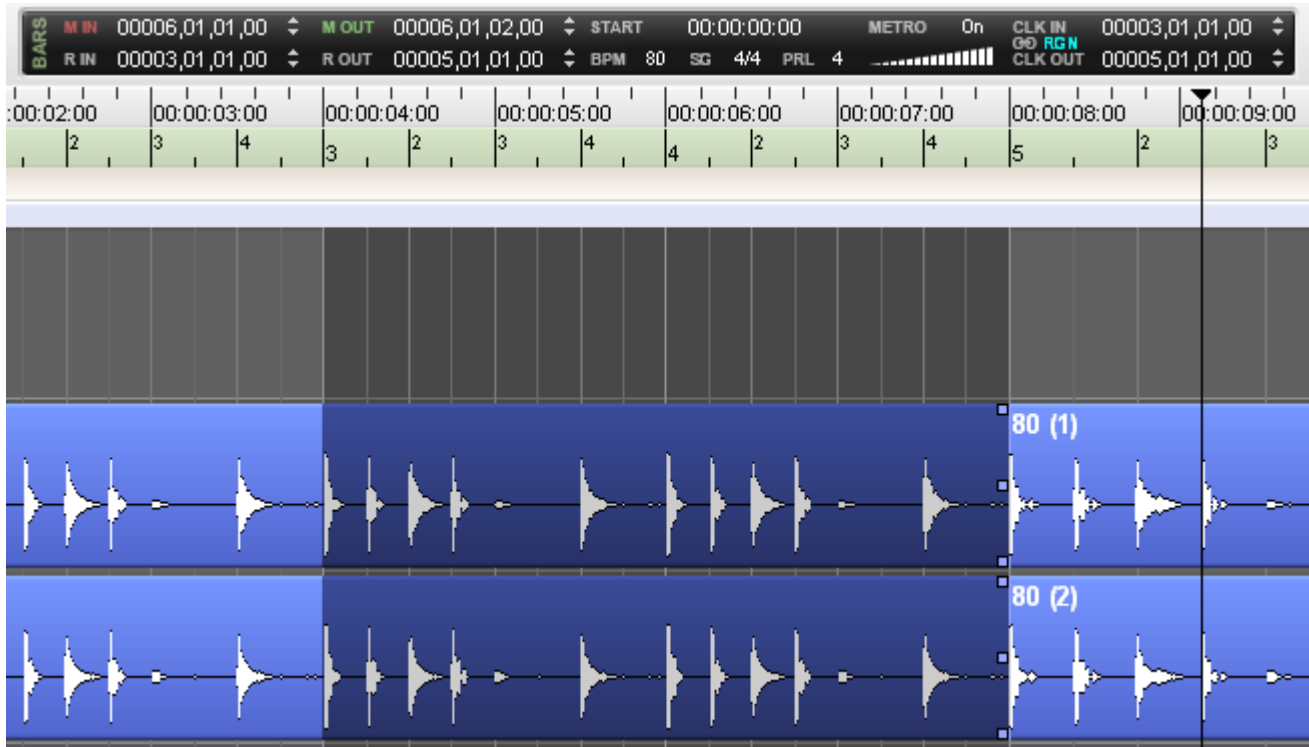 BARS
M IN 00006,01,01,00 M OUT 00006,01,02,00 START 00:00:00:00 METRO On CLK IN 00003,01,01,00
RGN
R IN 00003,01,01,00 R OUT 00005,01,01,00 BPM 80 SG 4/4 PRL 4 CLK OUT 00005,01,01,00
:00:02:00 00:00:03:00 00:00:04:00 00:00:05:00 00:00:06:00 00:00:07:00 00:00:08:00 00:00:09:00
2 3 4 3 2 3 4 4 2 3 4 5 2 3
80 (1)
80 (2)